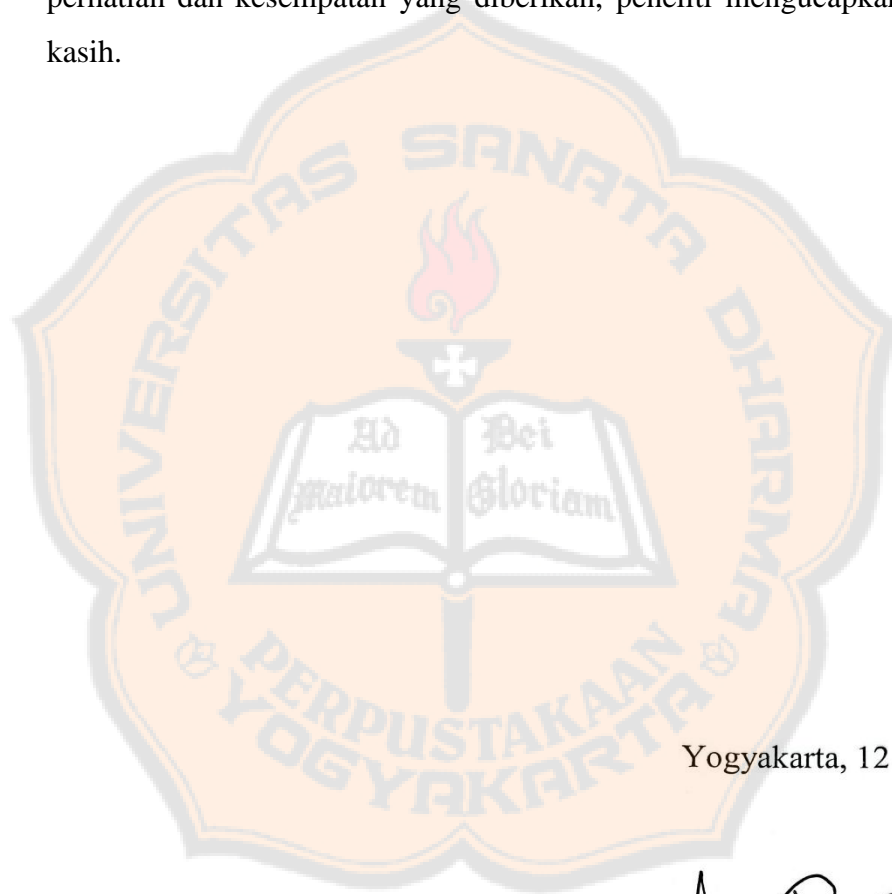 perhatian dan kesempatan yang diberikan, peneliti mengucapkan
kasih.
UNIVERSITAS SANATA DHARMA
Ad Dei
Maiorem Gloriam
PERPUSTAKAAN
YOGYAKARTA
Yogyakarta, 12